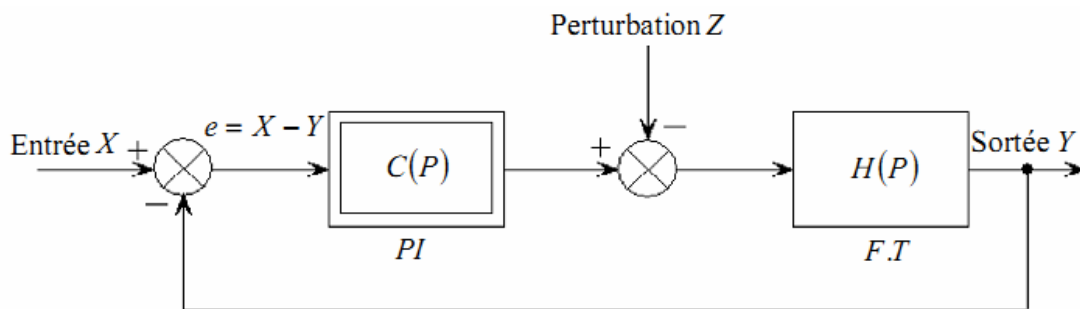 Perturbation Z
Entrée X +
e = X – Y
C(P)
PI
+
−
H(P)
F.T
Sortée Y
−